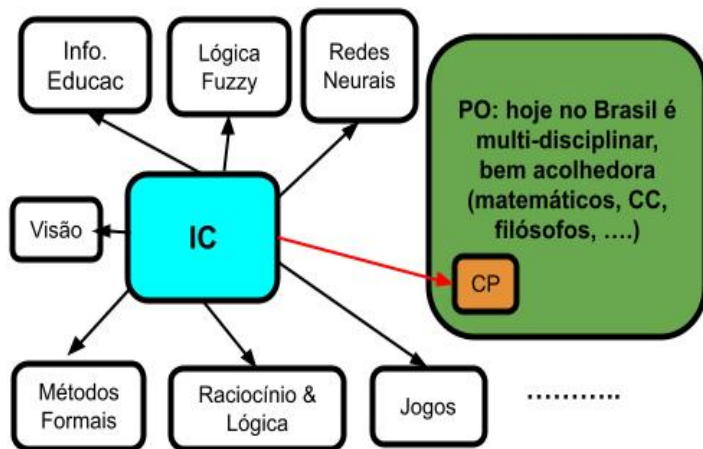 Info.
Educac
Lógica
Fuzzy
Redes
Neurais
PO: hoje no Brasil é
multi-disciplinar,
bem acolhedora
(matemáticos, CC,
filósofos, ....)
Visão
IC
CP
Métodos
Formais
Raciocínio &
Lógica
Jogos
...........